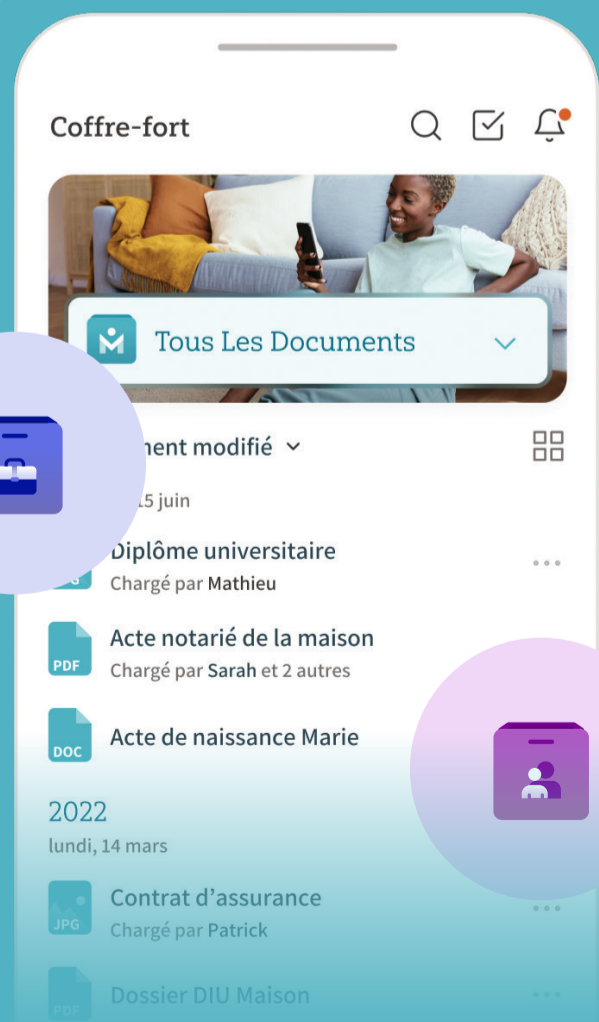 Coffre-fort
Tous Les Documents
modifié
15 juin
Diplôme universitaire
Chargé par Mathieu
Acte notarié de la maison
PDF
Chargé par Sarah et 2 autres
Acte de naissance Marie
DOC
2022
lundi, 14 mars
Contrat d’assurance
JPG
Chargé par Patrick
Dossier DIU Maison
PDF